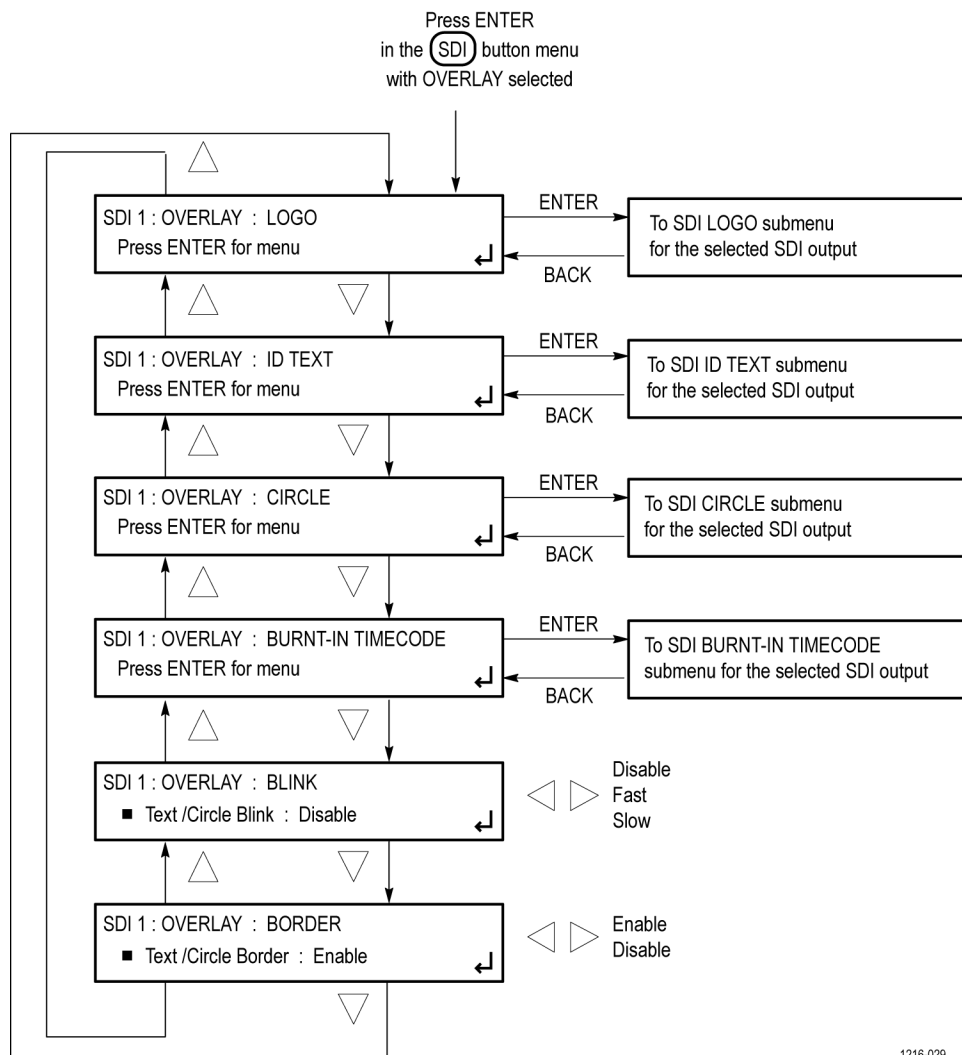 Press ENTER
in the SDI button menu
with OVERLAY selected
SDI 1 : OVERLAY : LOGO
Press ENTER for menu
ENTER
BACK
To SDI LOGO submenu
for the selected SDI output
SDI 1 : OVERLAY : ID TEXT
Press ENTER for menu
ENTER
BACK
To SDI ID TEXT submenu
for the selected SDI output
SDI 1 : OVERLAY : CIRCLE
Press ENTER for menu
ENTER
BACK
To SDI CIRCLE submenu
for the selected SDI output
SDI 1 : OVERLAY : BURNT-IN TIMECODE
Press ENTER for menu
ENTER
BACK
To SDI BURNT-IN TIMECODE
submenu for the selected SDI output
SDI 1 : OVERLAY : BLINK
■ Text /Circle Blink : Disable
Disable
Fast
Slow
SDI 1 : OVERLAY : BORDER
■ Text /Circle Border : Enable
Enable
Disable
1216-029